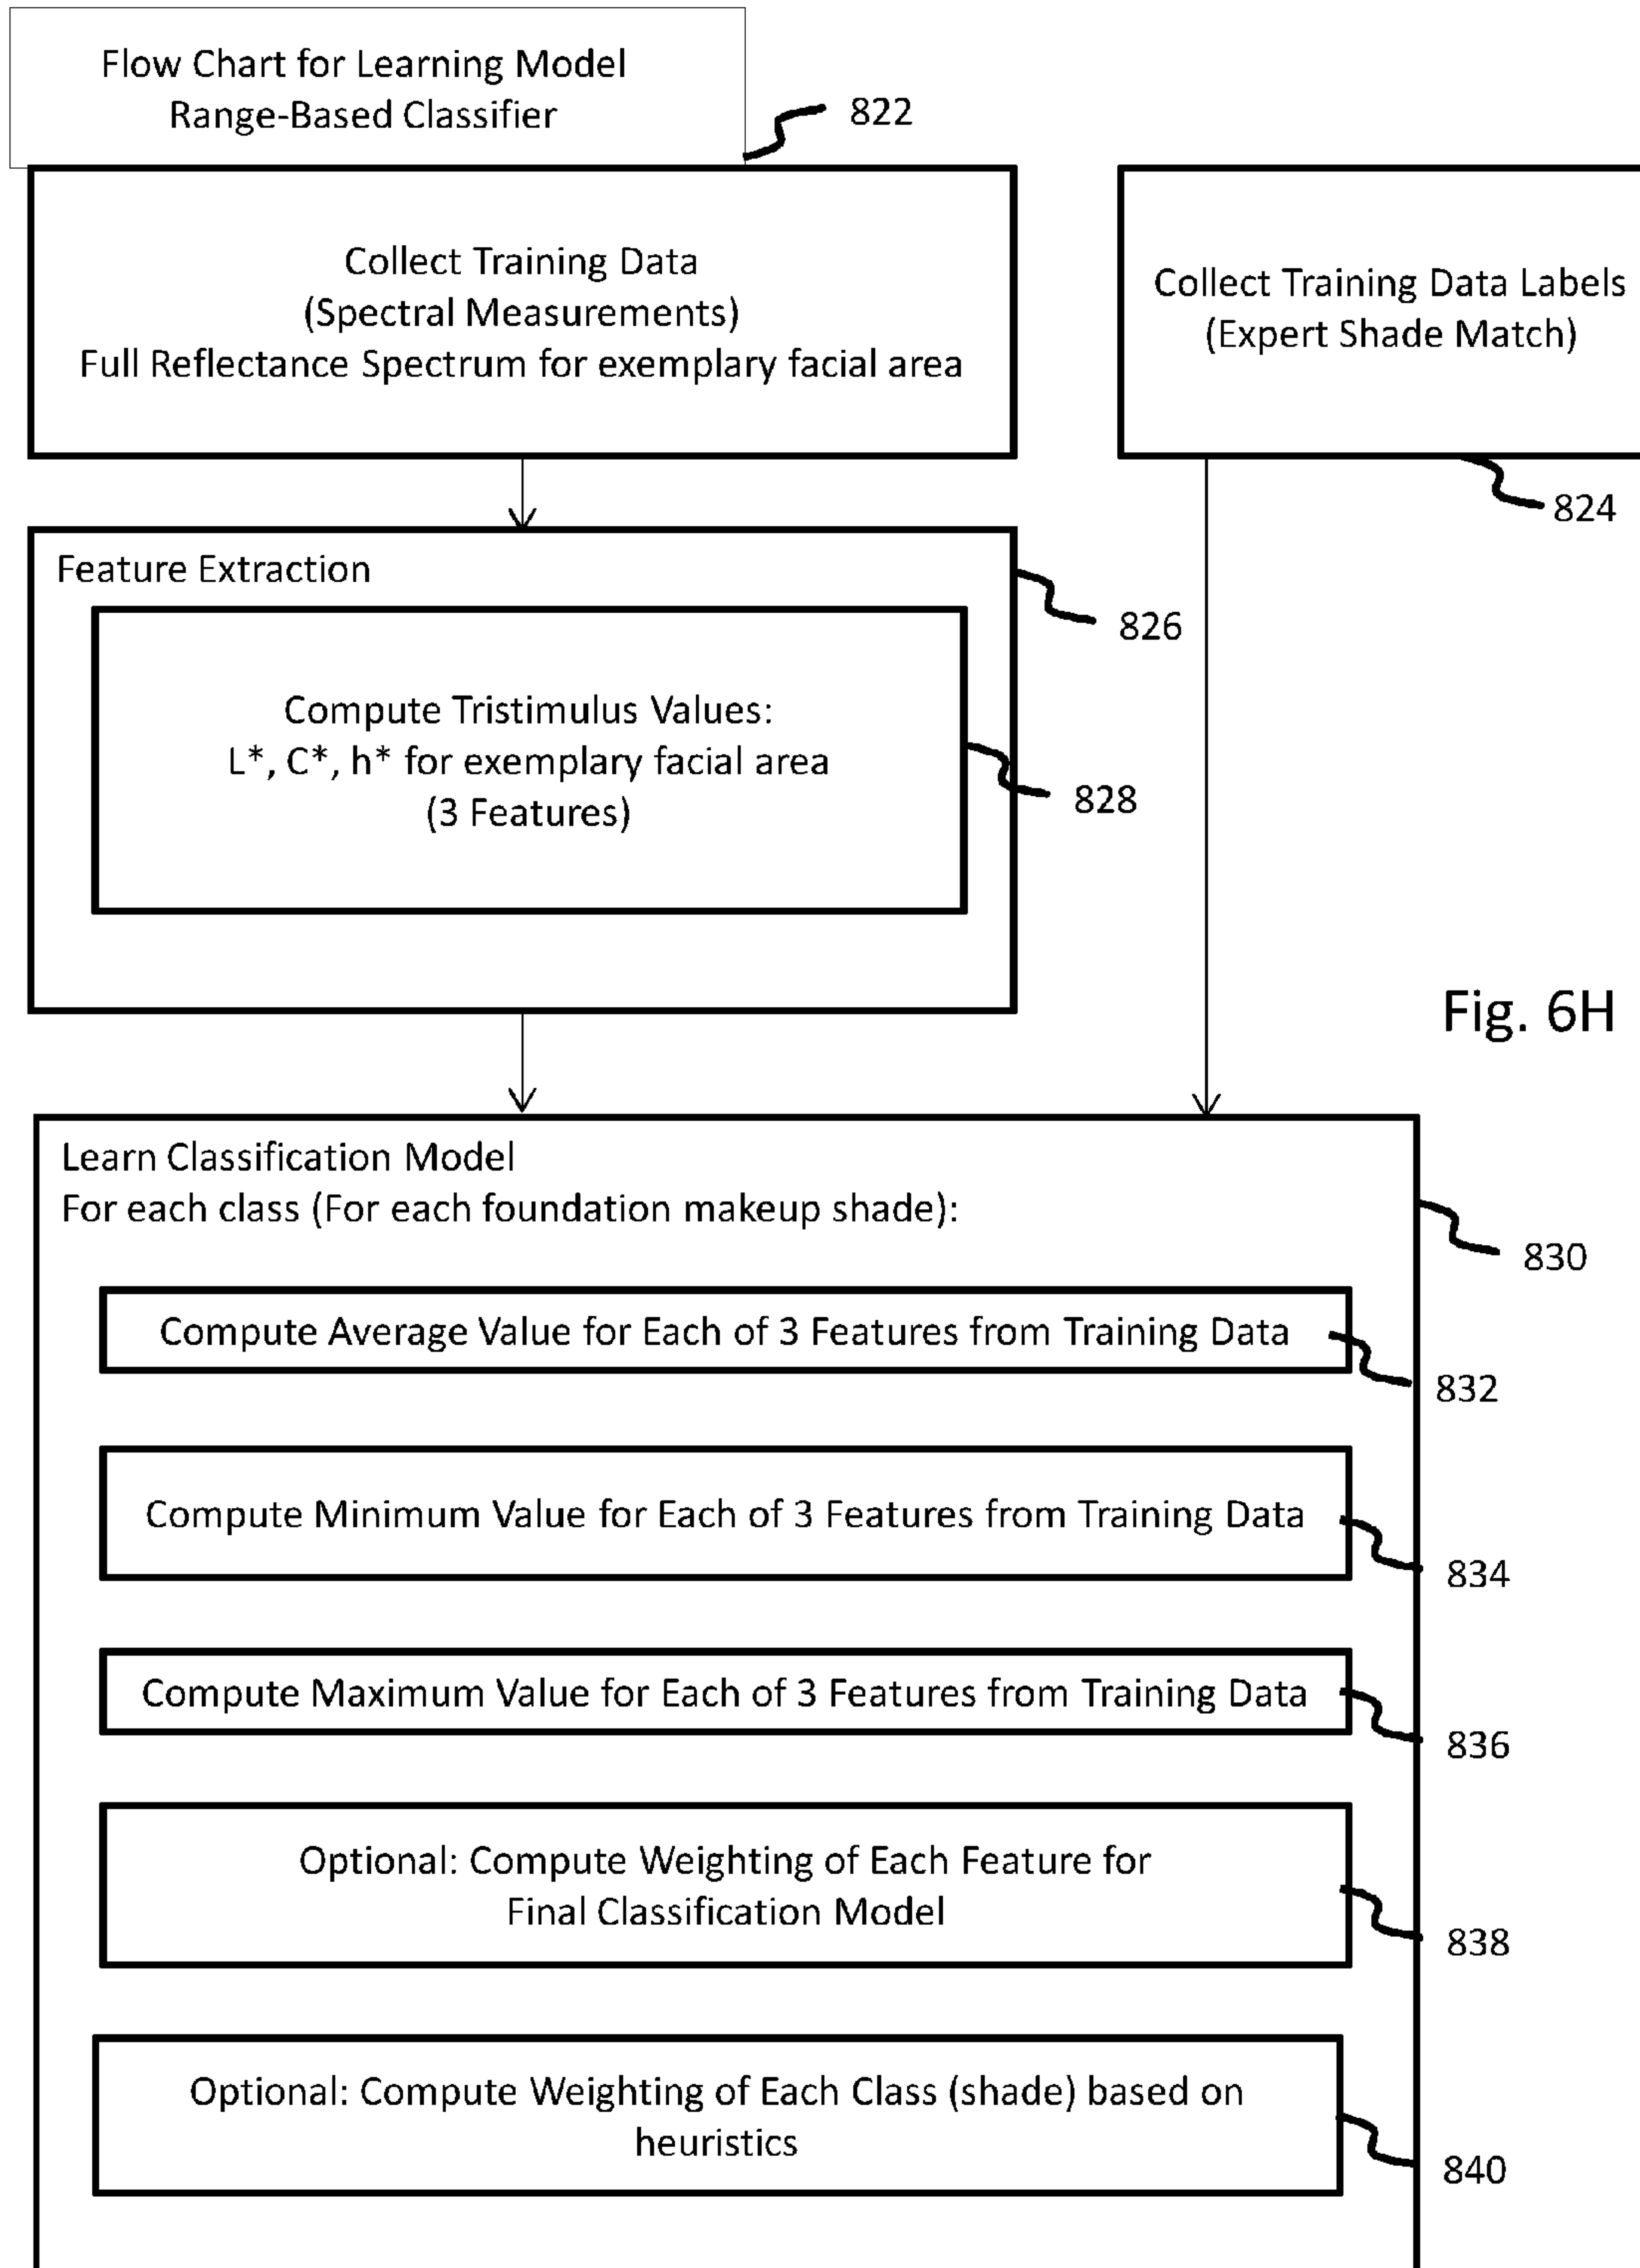 Flow Chart for Learning Model
Range-Based Classifier
822
Collect Training Data
(Spectral Measurements)
Full Reflectance Spectrum for exemplary facial area
Collect Training Data Labels
(Expert Shade Match)
824
Feature Extraction
826
Compute Tristimulus Values:
L*, C*, h* for exemplary facial area
(3 Features)
828
Fig. 6H
Learn Classification Model
For each class (For each foundation makeup shade):
830
Compute Average Value for Each of 3 Features from Training Data
832
Compute Minimum Value for Each of 3 Features from Training Data
834
Compute Maximum Value for Each of 3 Features from Training Data
836
Optional: Compute Weighting of Each Feature for
Final Classification Model
838
Optional: Compute Weighting of Each Class (shade) based on
heuristics
840